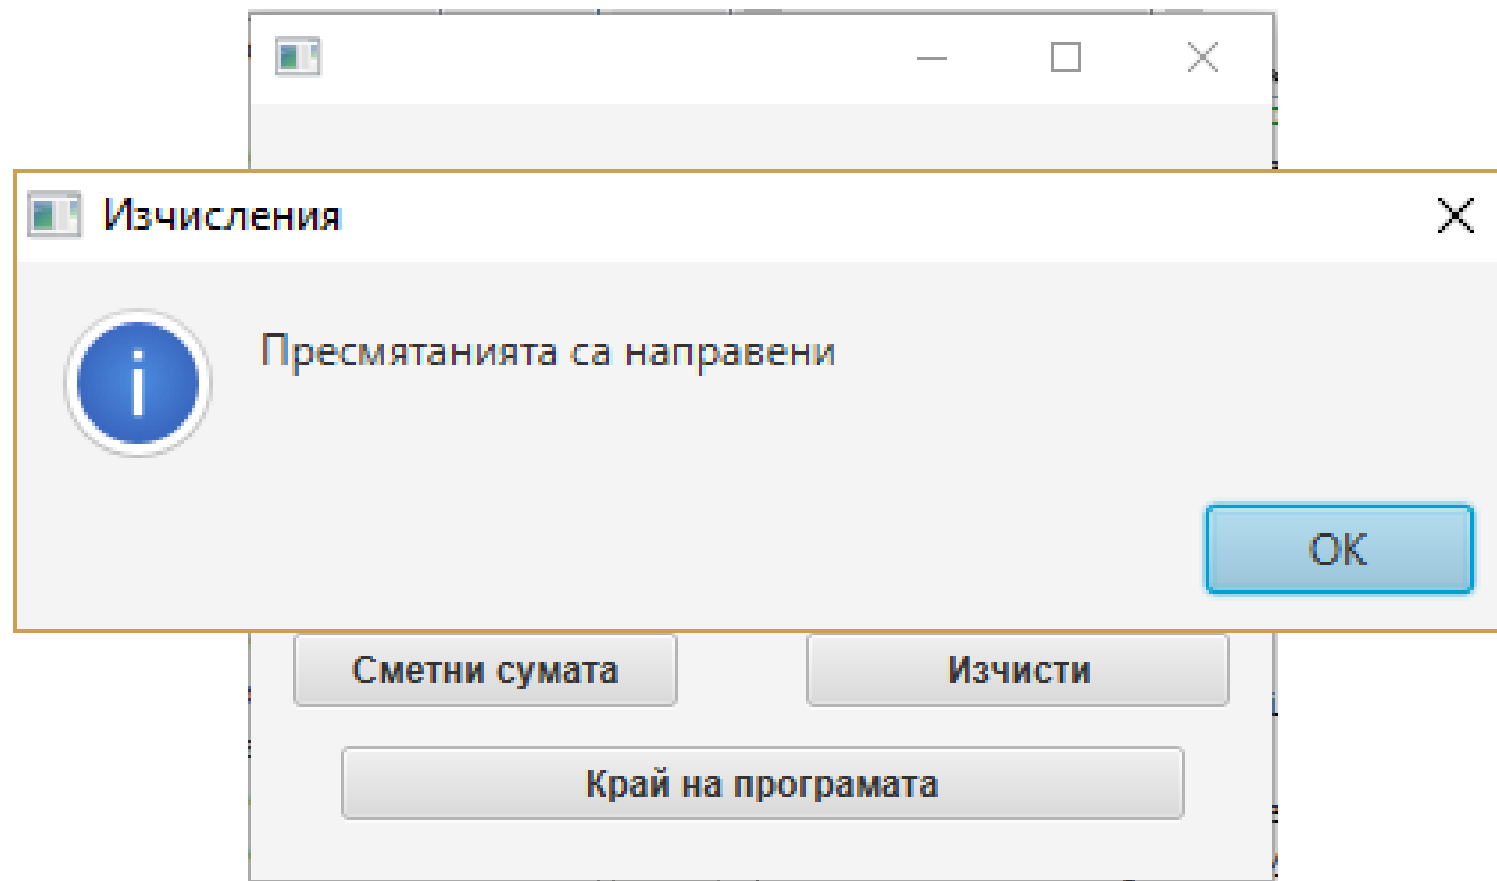 Изчисления
Пресмятанията са направени
OK
Сметни сумата
Изчисти
Край на програмата